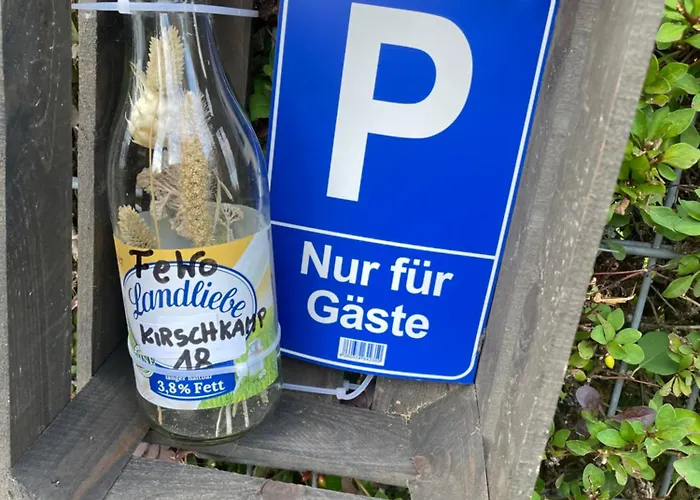 P
Nur für
Gäste
FeWo
Landliebe
KIRSCHKAMP
18
3,8% Fett